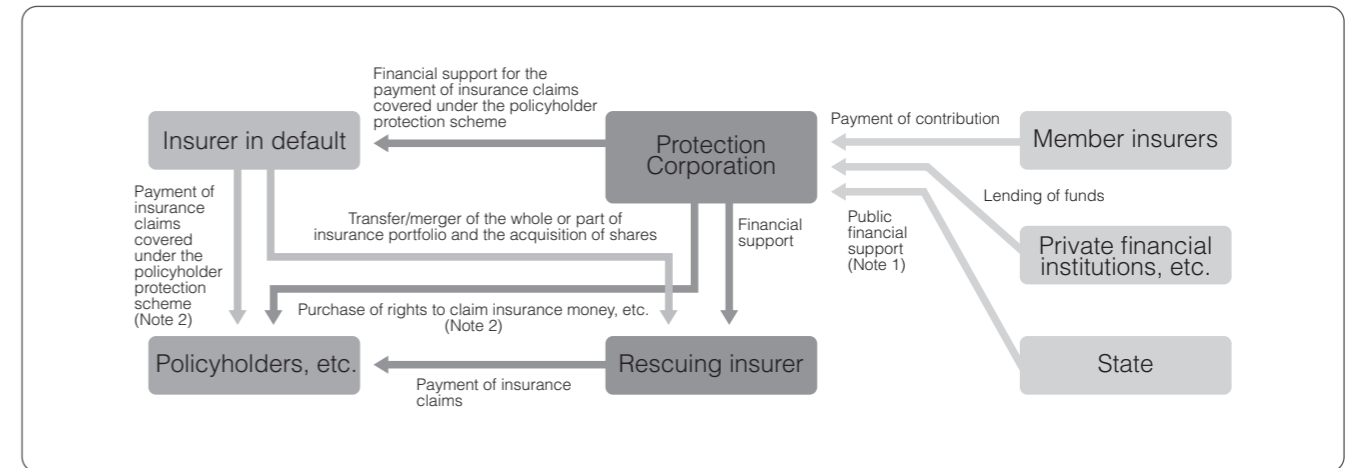 Financial support for the
payment of insurance claims
covered under the policyholder
protection scheme
Insurer in default
Protection
Corporation
Payment of contribution
Member insurers
Payment of
insurance
claims
covered
under the
policyholder
protection
scheme
(Note 2)
Transfer/merger of the whole or part of
insurance portfolio and the acquisition of shares
Financial
support
Public
financial
support
(Note 1)
Lending of funds
Private financial
institutions, etc.
Purchase of rights to claim insurance money, etc.
(Note 2)
Policyholders, etc.
Payment of insurance
claims
Rescuing insurer
State